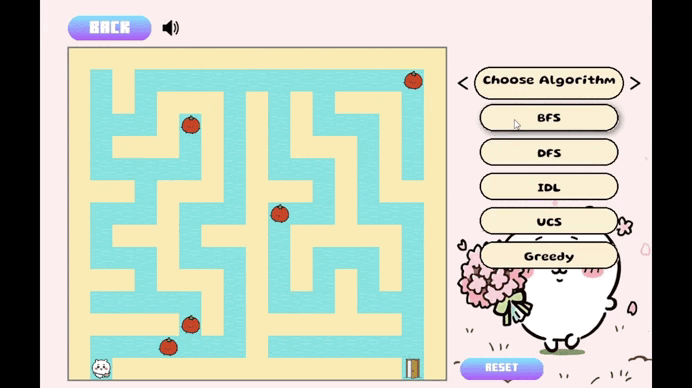 BACK
Choose Algorithm
BFS
DFS
IDL
UCS
Greedy
RESET